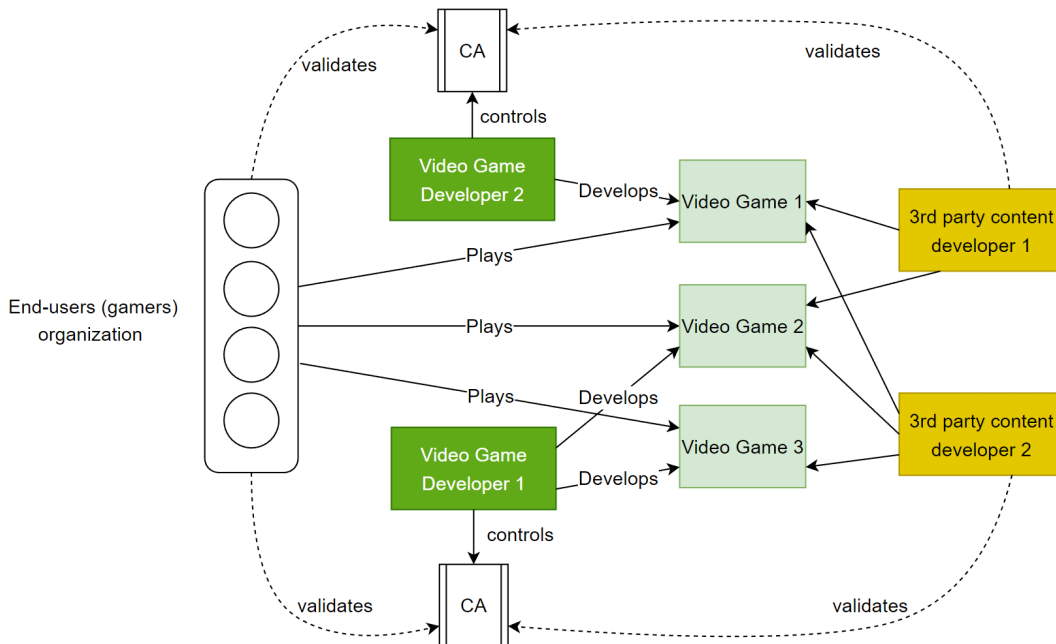 CA
validates
validates
controls
Video Game
Developer 2
Develops
Video Game 1
3rd party content
developer 1
Plays
End-users (gamers)
organization
Plays
Video Game 2
Plays
Develops
3rd party content
developer 2
Video Game
Developer 1
Video Game 3
Develops
controls
CA
validates
validates